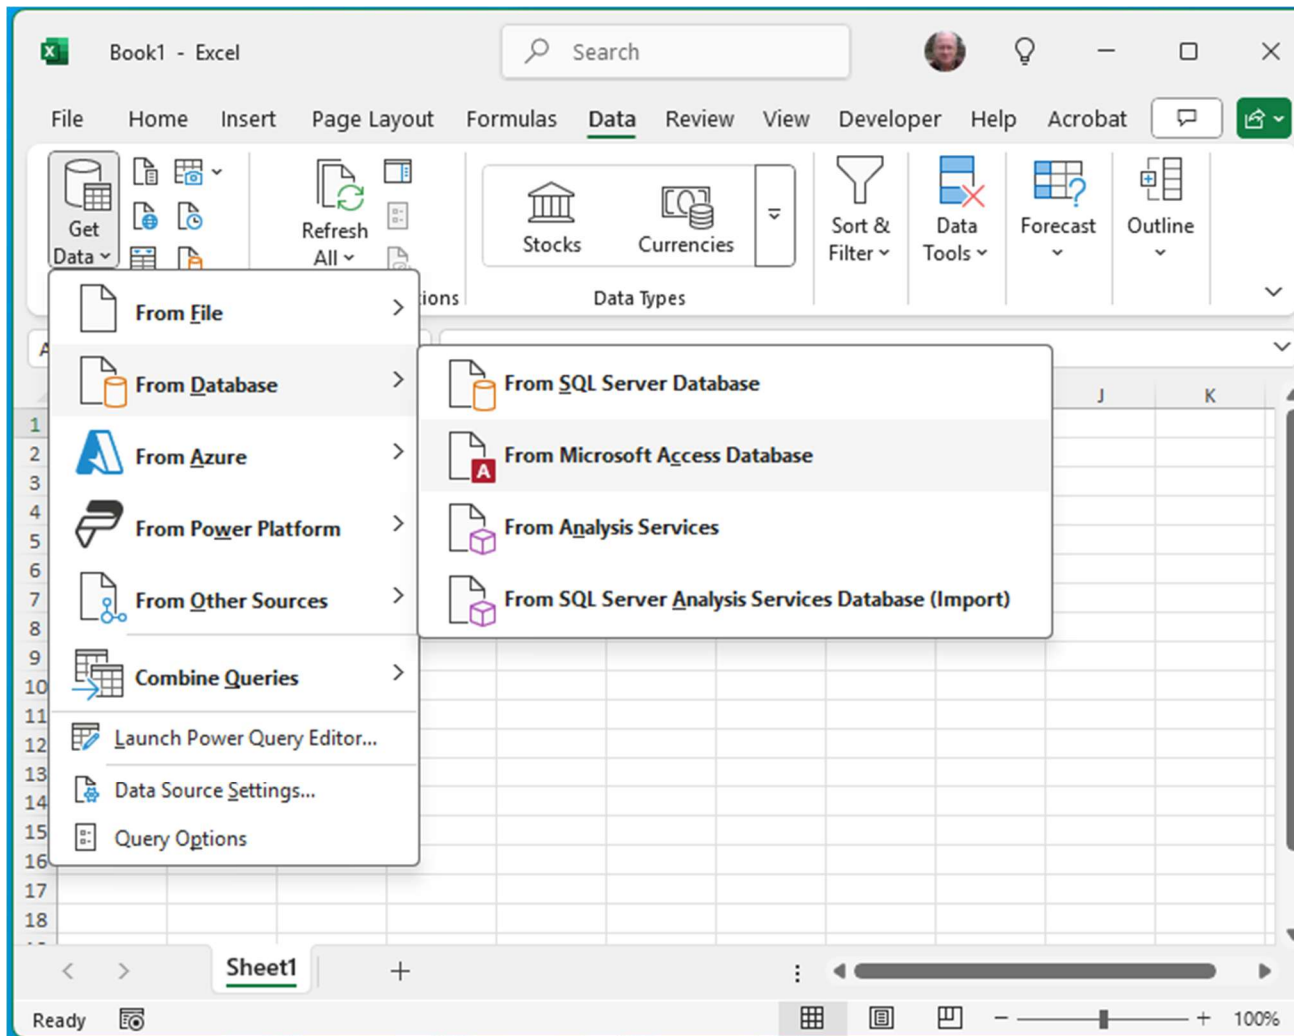 Book1 - Excel
Search
File Home Insert Page Layout Formulas Data Review View Developer Help Acrobat
Get
Data
Refresh
All
Stocks
Currencies
Sort &
Filter
Data
Tools
Forecast
Outline
ions
Data Types
A
From File
From Database
From Azure
From Power Platform
From Other Sources
Combine Queries
Launch Power Query Editor...
Data Source Settings...
Query Options
From SQL Server Database
From Microsoft Access Database
From Analysis Services
From SQL Server Analysis Services Database (Import)
J K
1
2
3
4
5
6
7
8
9
10
11
12
13
14
15
16
17
18
Sheet1
Ready
100%